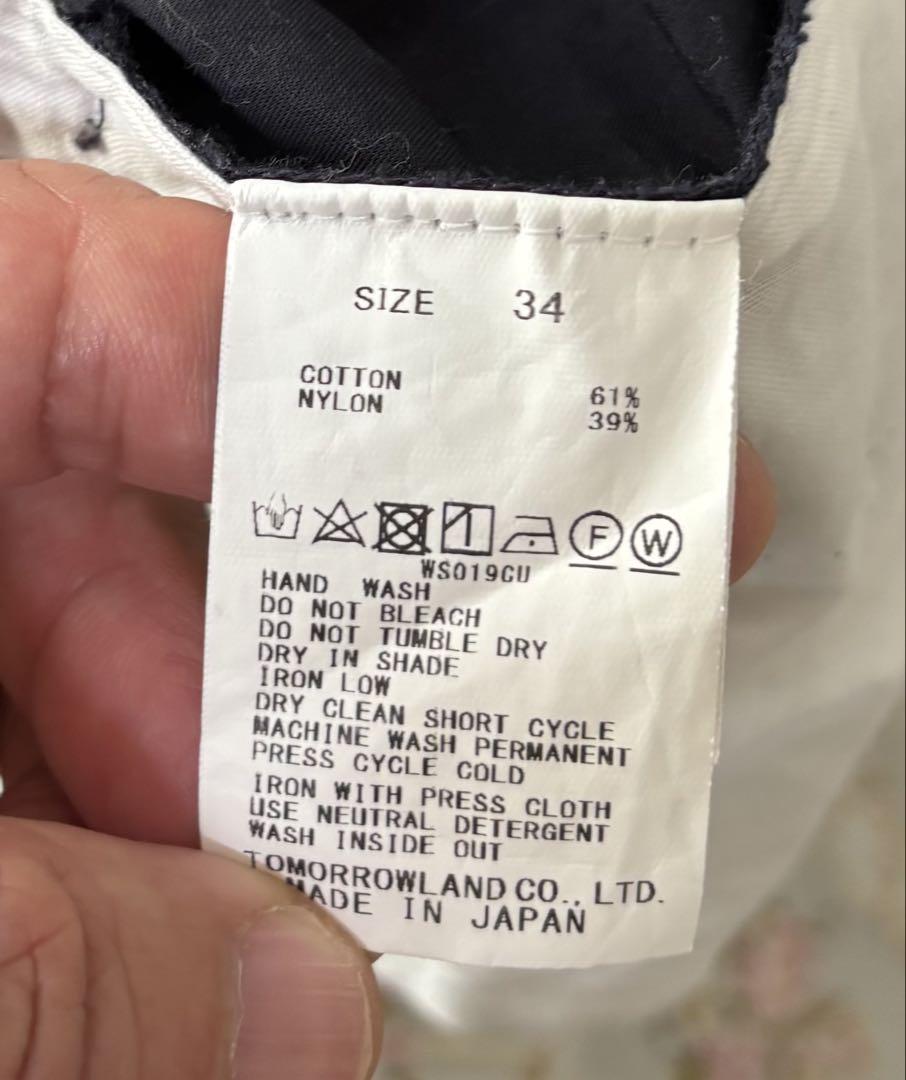 SIZE 34
COTTON 61%
NYLON 39%
F W
WS019GU
HAND WASH
DO NOT BLEACH
DO NOT TUMBLE DRY
DRY IN SHADE
IRON LOW
DRY CLEAN SHORT CYCLE
MACHINE WASH PERMANENT
PRESS CYCLE COLD
IRON WITH PRESS CLOTH
USE NEUTRAL DETERGENT
WASH INSIDE OUT
TOMORROWLAND CO., LTD.
MADE IN JAPAN